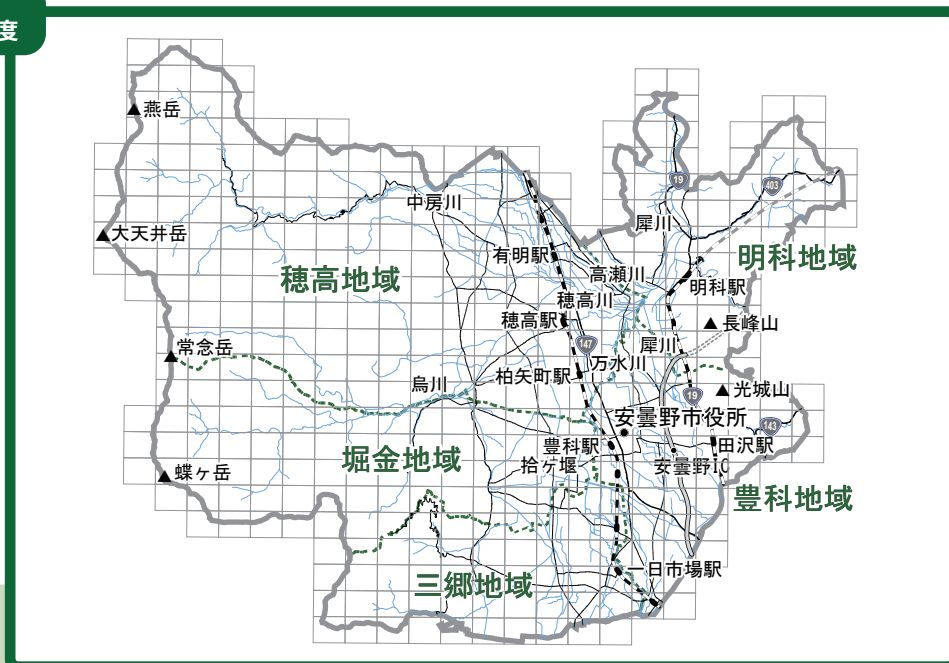 度
燕岳
大天井岳
中房川
有明駅
穂高地域
高瀬川
穂高川
穂高駅
犀川
明科地域
明科駅
長峰山
19
403
147
犀川
万水川
柏矢町駅
常念岳
烏川
光城山
19
143
安曇野市役所
豊科駅
田沢駅
拾ヶ堰
安曇野IC
堀金地域
蝶ヶ岳
豊科地域
三郷地域
一日市場駅